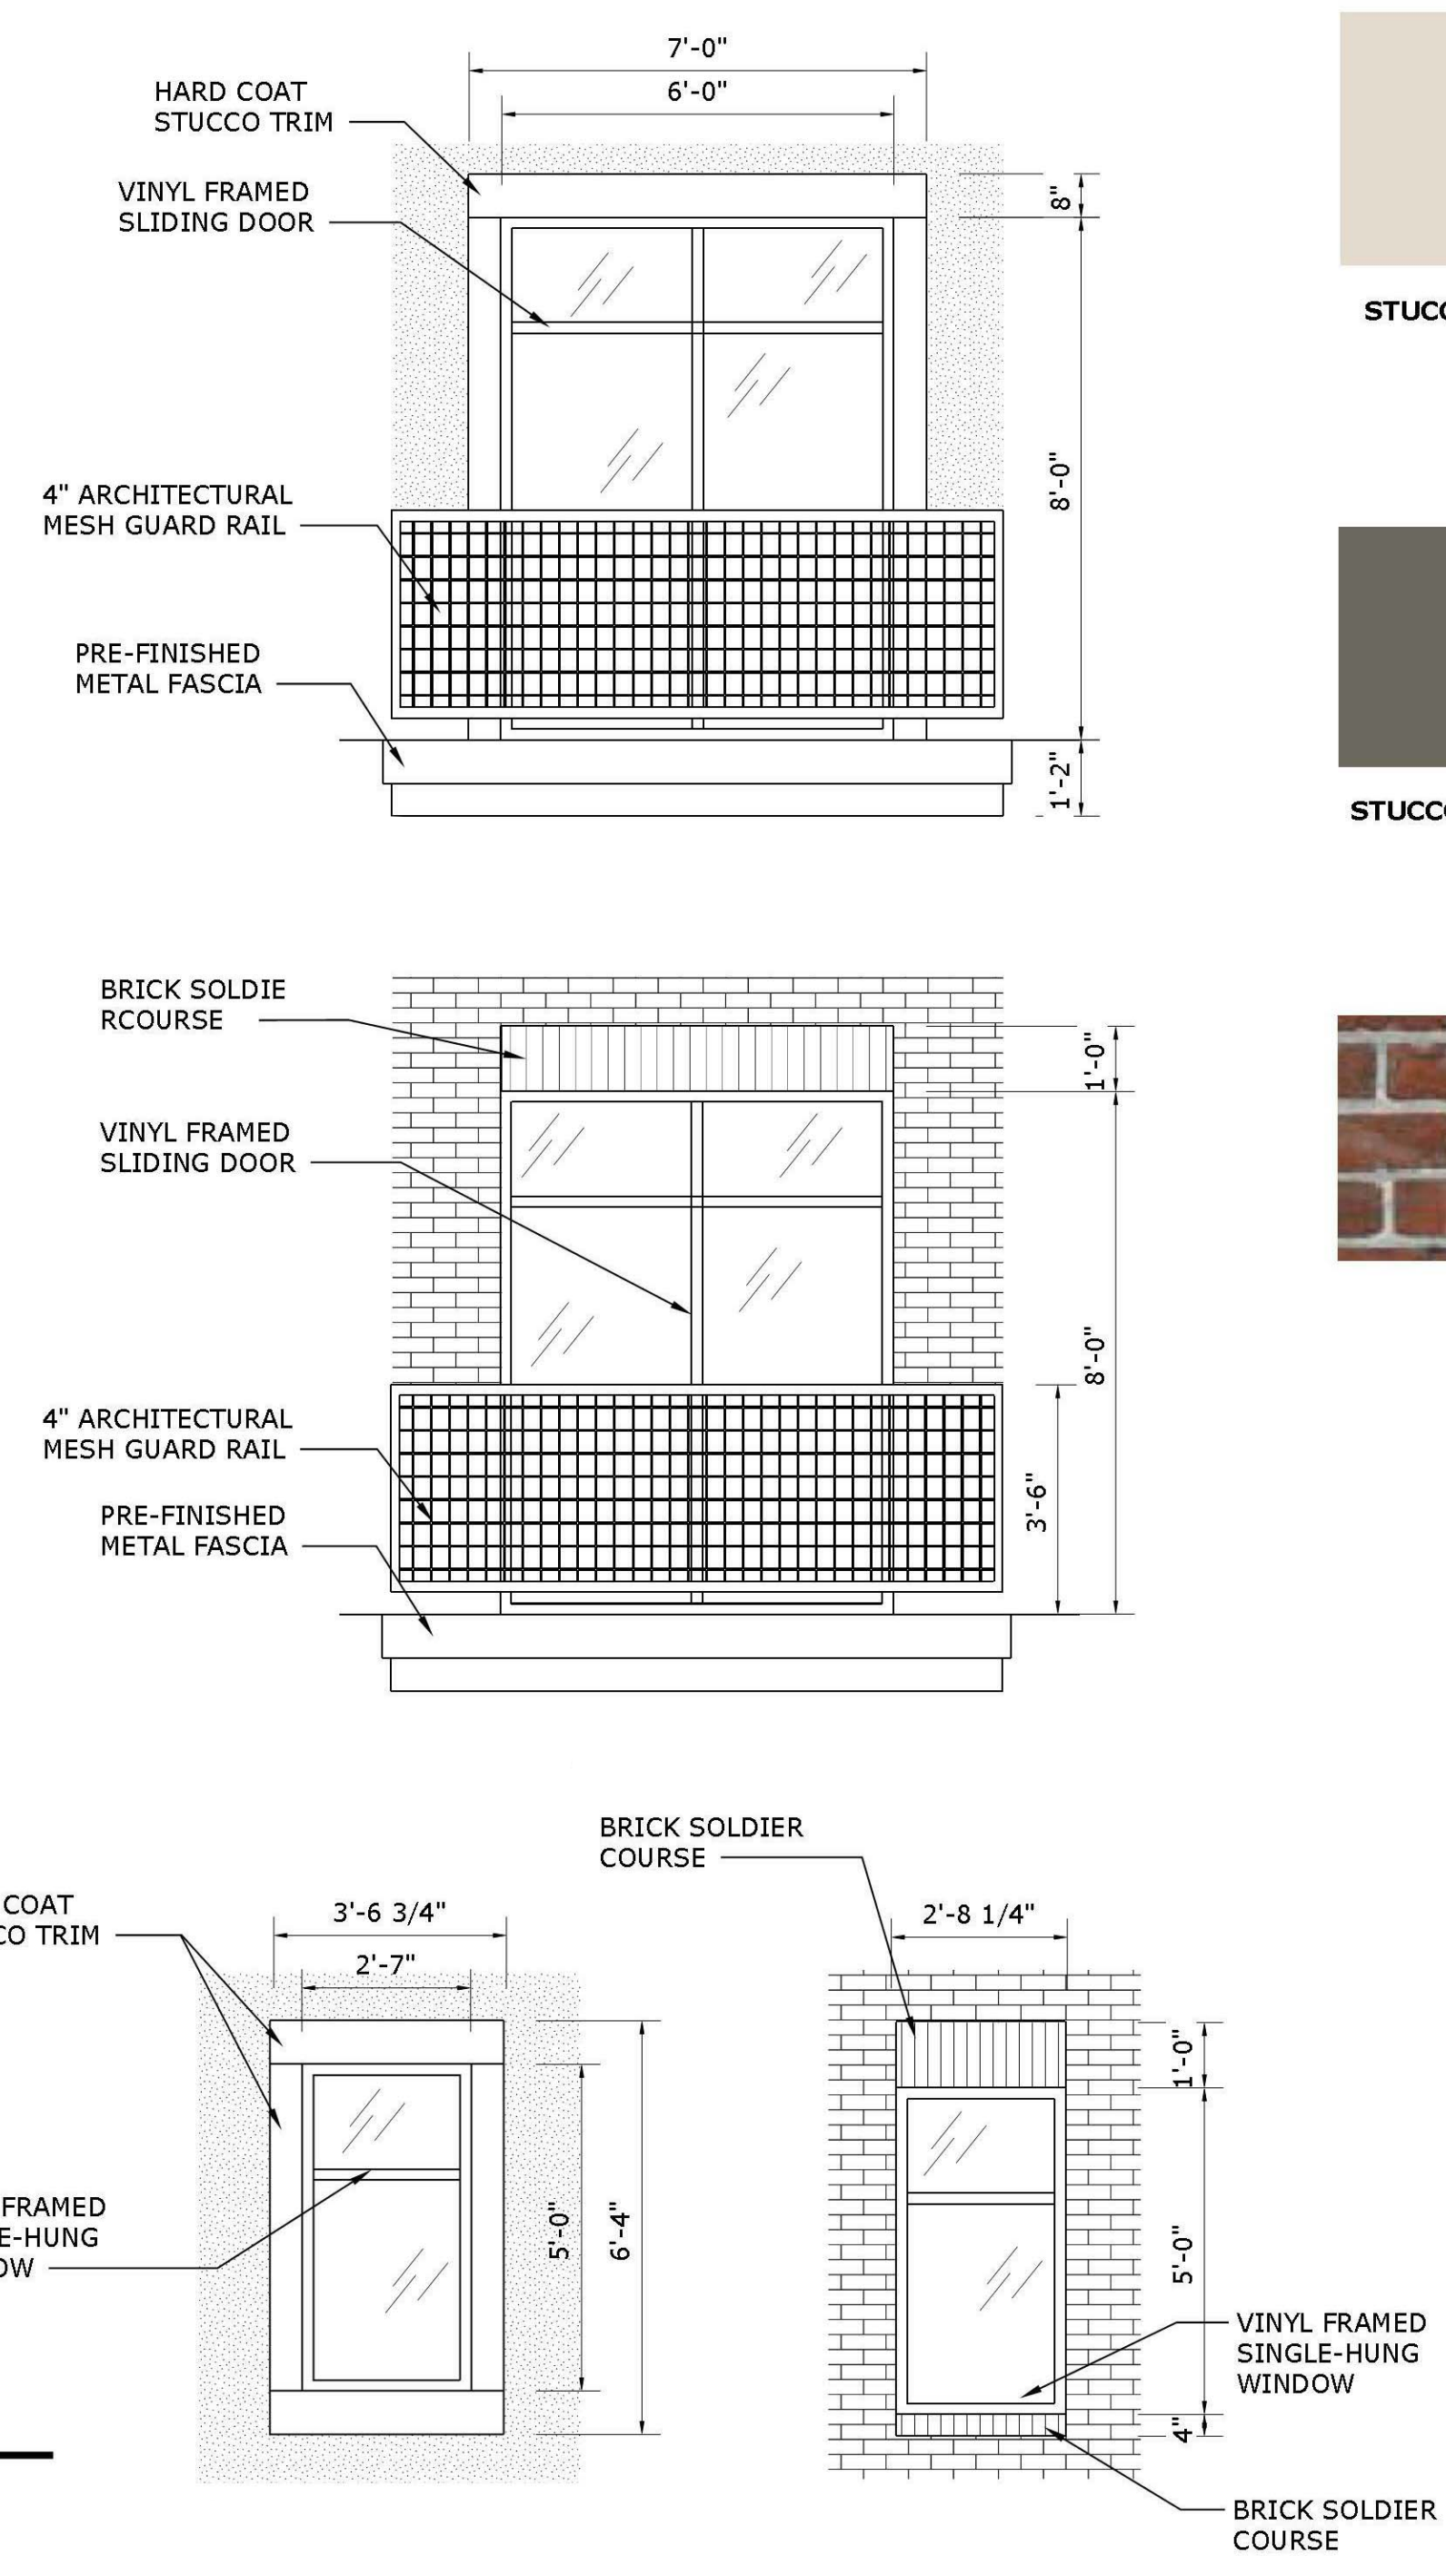 7'-0"
6'-0"
HARD COAT
STUCCO TRIM
8"
VINYL FRAMED
SLIDING DOOR
8'-0"
4" ARCHITECTURAL
MESH GUARD RAIL
PRE-FINISHED
METAL FASCIA
1'-2"
BRICK SOLDIE
RCOURSE
1'-0"
VINYL FRAMED
SLIDING DOOR
8'-0"
4" ARCHITECTURAL
MESH GUARD RAIL
3'-6"
PRE-FINISHED
METAL FASCIA
BRICK SOLDIER
COURSE
COAT
TRIM
3'-6 3/4"
2'-7"
2'-8 1/4"
1'-0"
FRAMED
E-HUNG
5'-0"
6'-4"
5'-0"
VINYL FRAMED
SINGLE-HUNG
WINDOW
4"
BRICK SOLDIER
COURSE